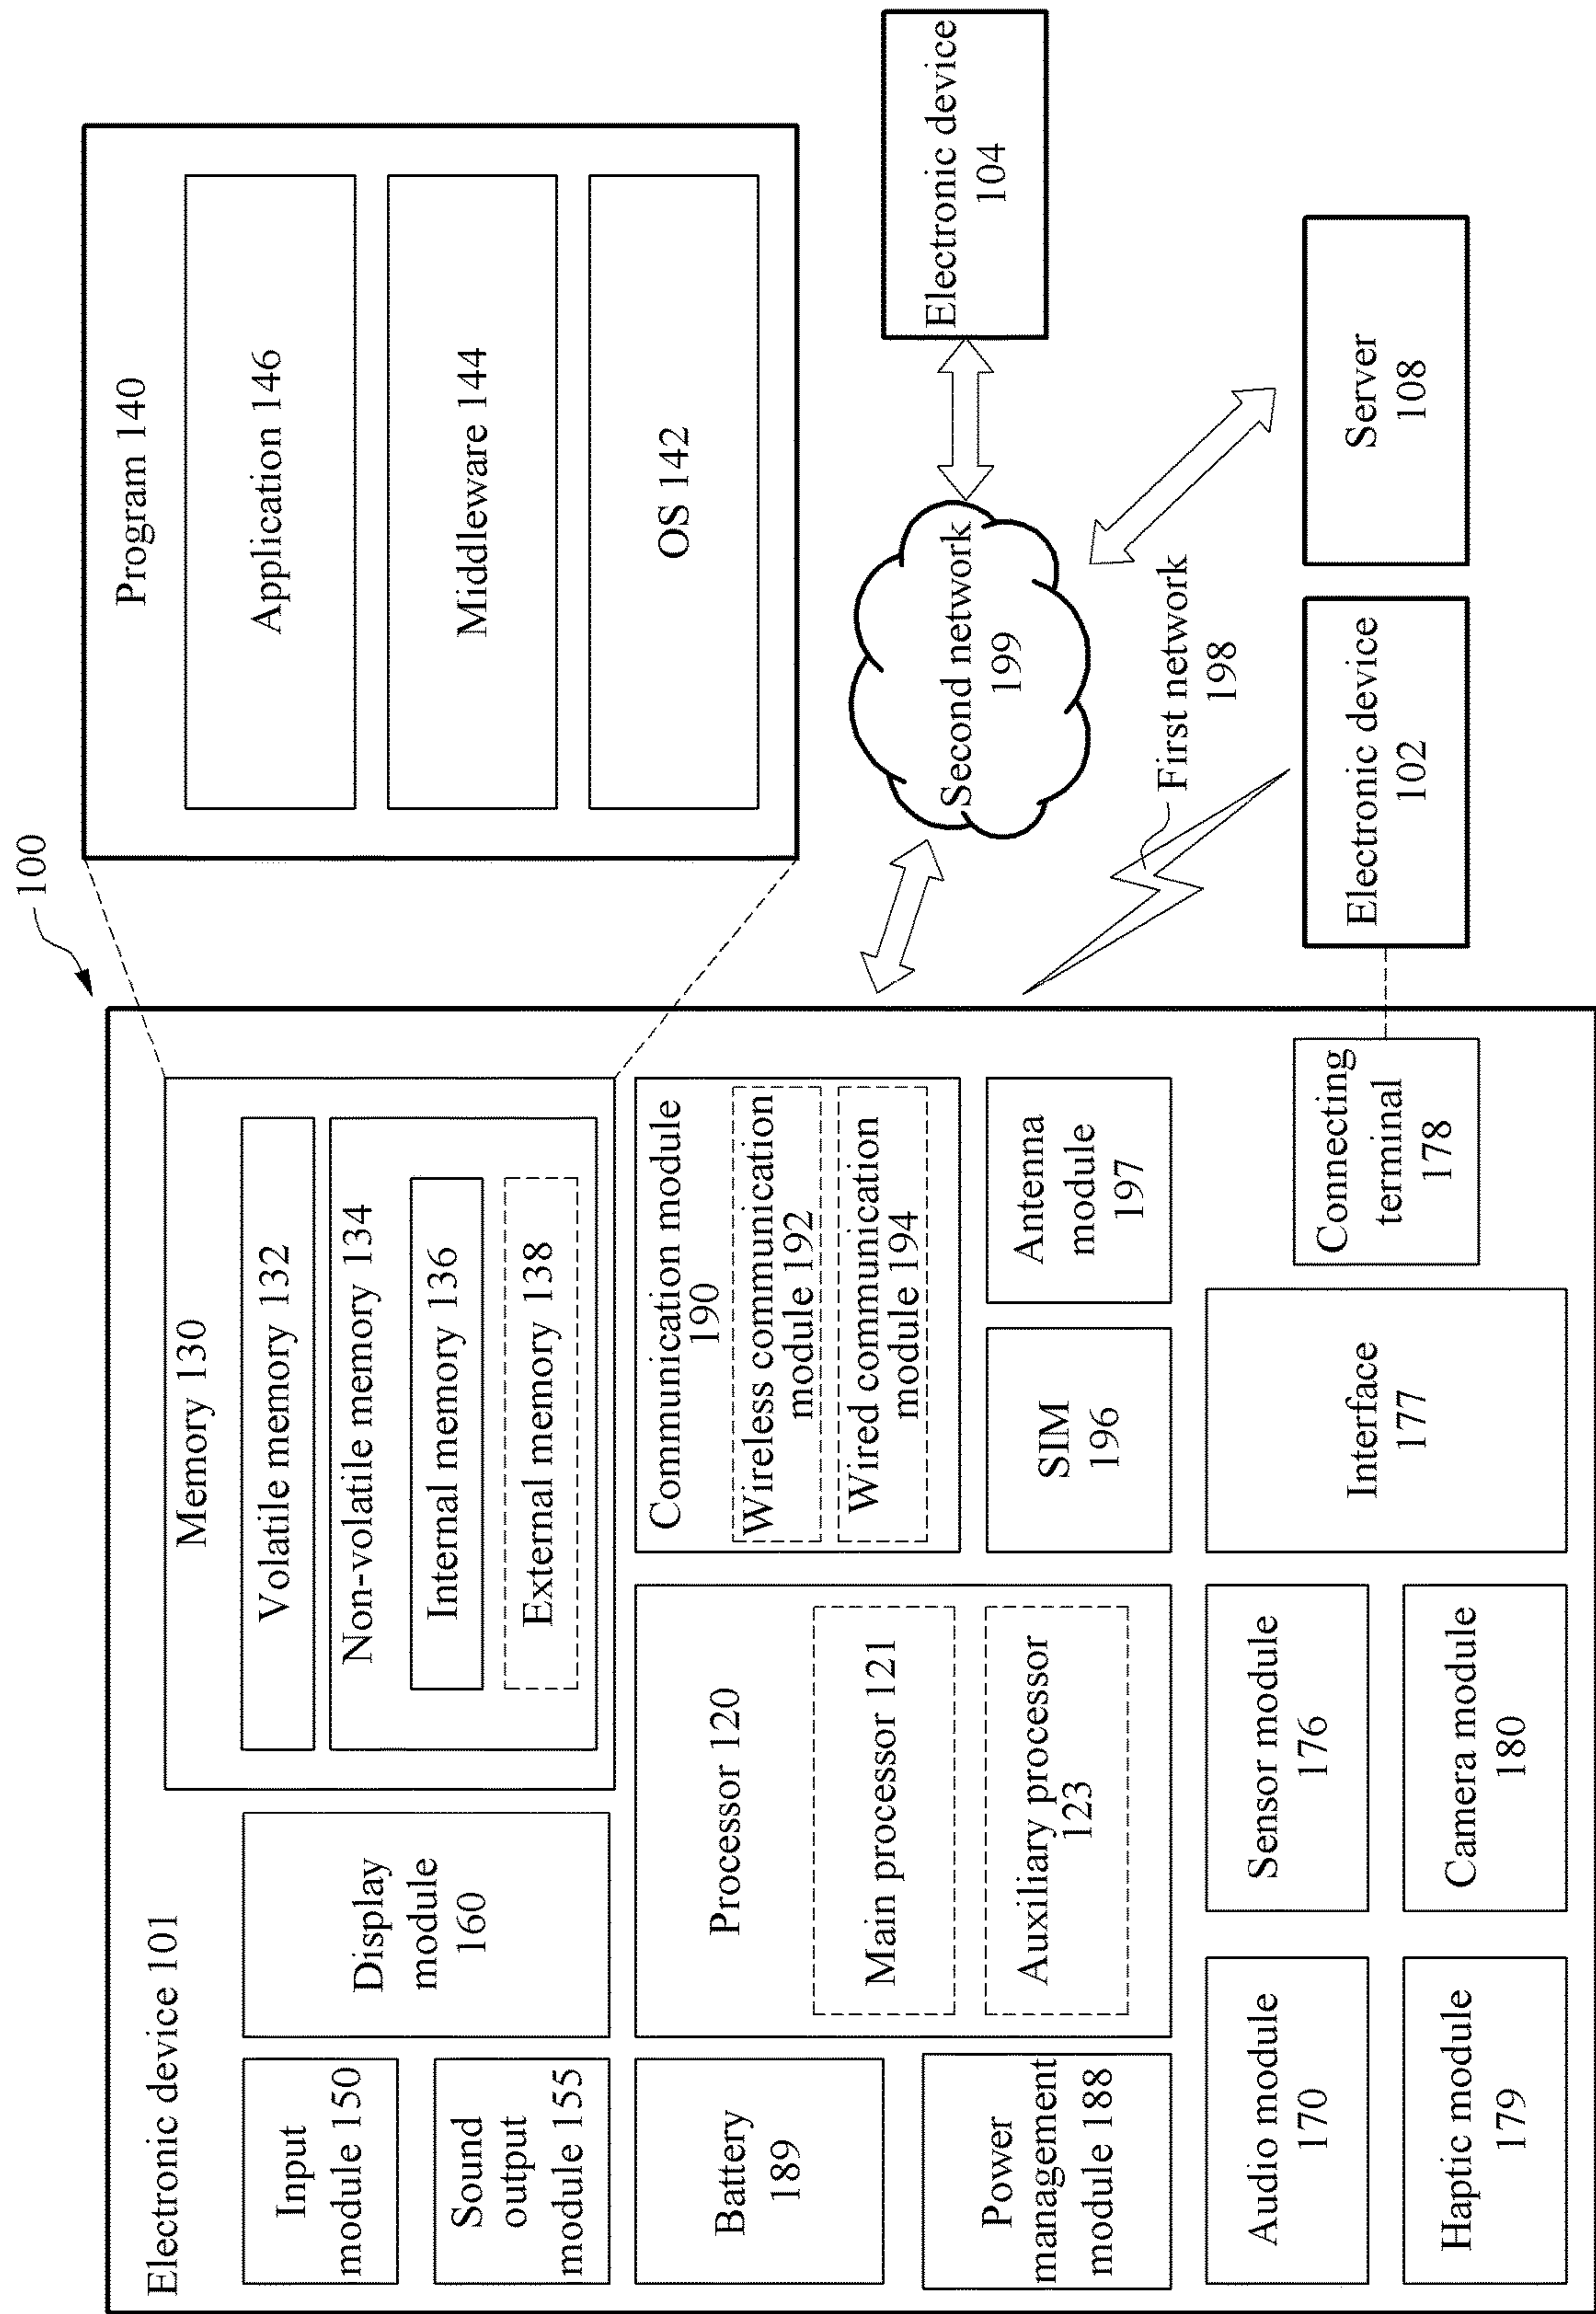 100
Electronic device 101
Input
module 150
Sound
output
module 155
Display
module
160
Memory 130
Volatile memory 132
Non-volatile memory 134
Internal memory 136
External memory 138
Program 140
Application 146
Middleware 144
OS 142
Battery
189
Power
management
module 188
Processor 120
Main processor 121
Auxiliary processor
123
Communication module
190
Wireless communication
module 192
Wired communication
module 194
SIM
196
Antenna
module
197
Second network
199
Electronic device
104
First network
198
Audio module
170
Sensor module
176
Interface
177
Connecting
terminal
178
Haptic module
179
Camera module
180
Electronic device
102
Server
108